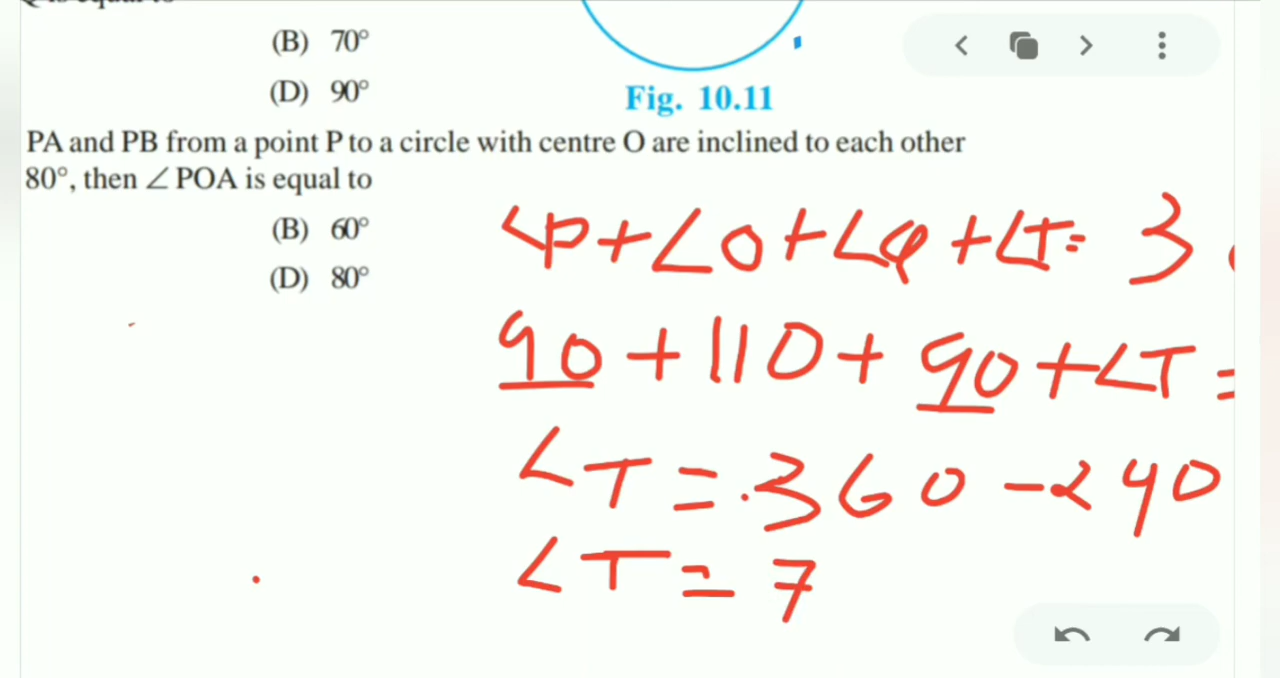 (B) 70°
(D) 90°
Fig. 10.11
PA and PB from a point P to a circle with centre O are inclined to each other
80°, then ∠POA is equal to
(B) 60°
(D) 80°
∠P+∠O+∠Q+∠T= 3
90+110+90+∠T=
∠T=360-290
∠T=7